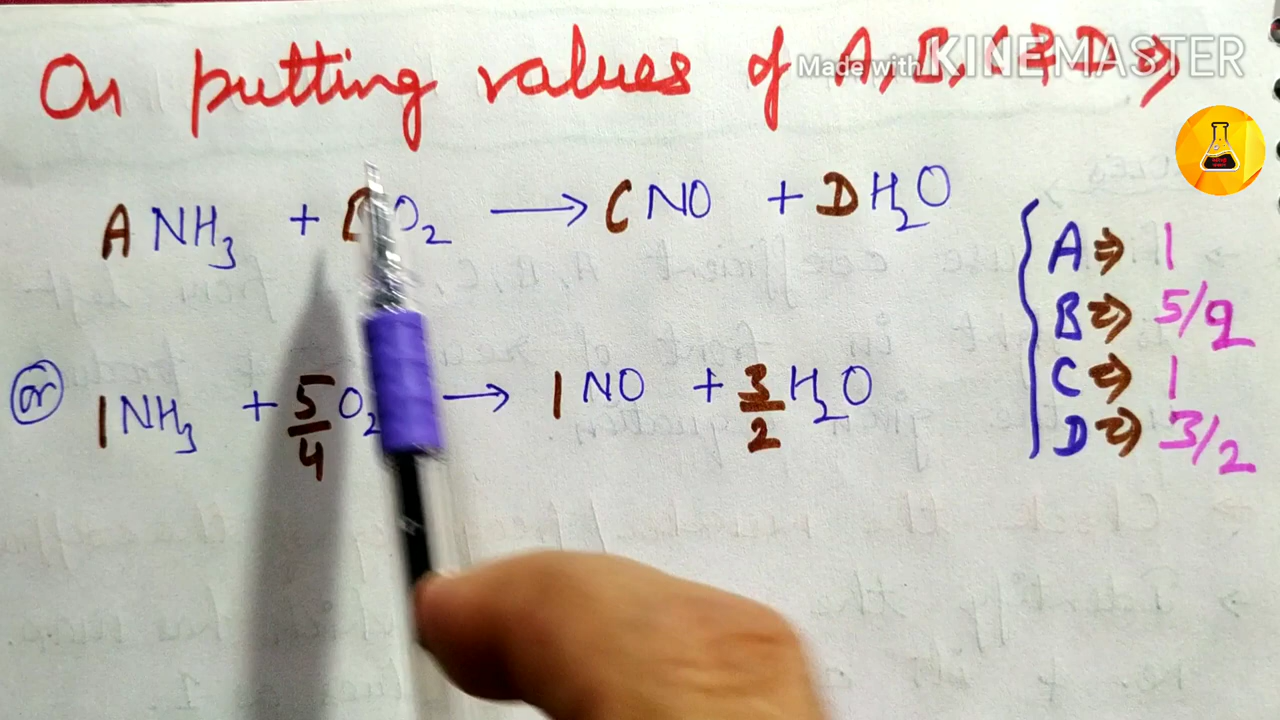 On putting values of A, B, C & D ⇒
Made with KINEMASTER
A NH3 + O2 → C NO + D H2O
or 1 NH3 + 5/4 O2 → 1 NO + 3/2 H2O
A ⇒ 1
B ⇒ 5/9
C ⇒ 1
D ⇒ 3/2